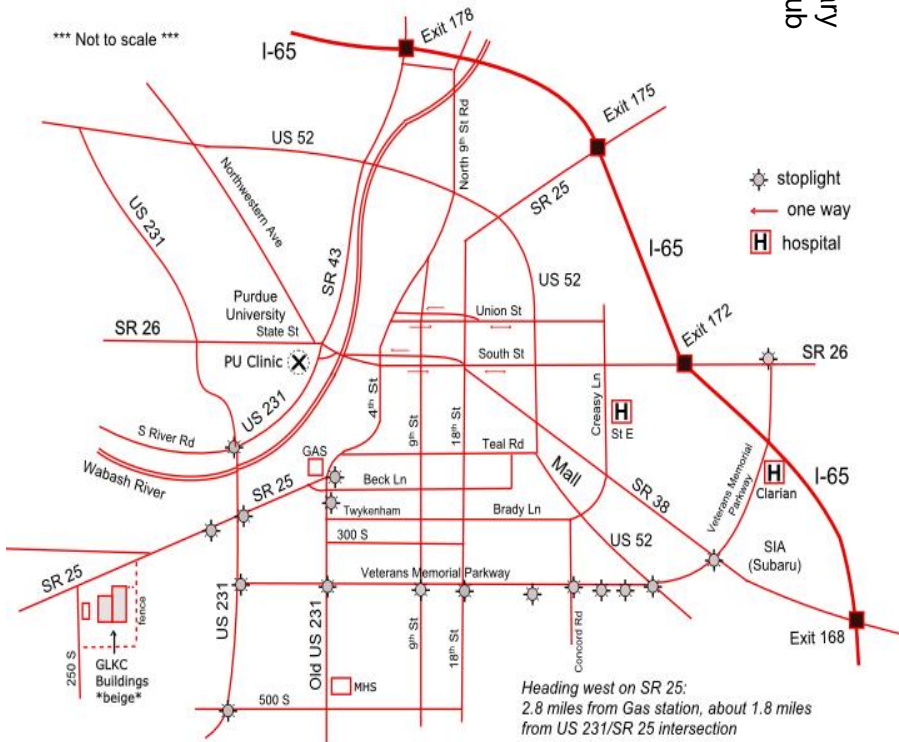 *** Not to scale ***
I-65
Exit 178
ary
ub
Exit 175
US 52
North 9th St Rd
Northwestern Ave
SR 25
stoplight
one way
hospital
H
US 231
SR 43
I-65
US 52
Purdue
University
State St
Union St
Exit 172
SR 26
South St
SR 26
PU Clinic
X
4th St
9th St
18th St
Creasy Ln
H
St E
US 231
S River Rd
GAS
Teal Rd
Mall
Wabash River
SR 25
Beck Ln
SR 38
Veterans Memorial
Parkway
H
Clarian
I-65
Twykenham
Brady Ln
300 S
US 52
SIA
(Subaru)
Veterans Memorial Parkway
SR 25
fence
US 231
Old US 231
9th St
18th St
Concord Rd
Exit 168
250 S
GLKC
Buildings
*beige*
MHS
500 S
Heading west on SR 25:
2.8 miles from Gas station, about 1.8 miles
from US 231/SR 25 intersection